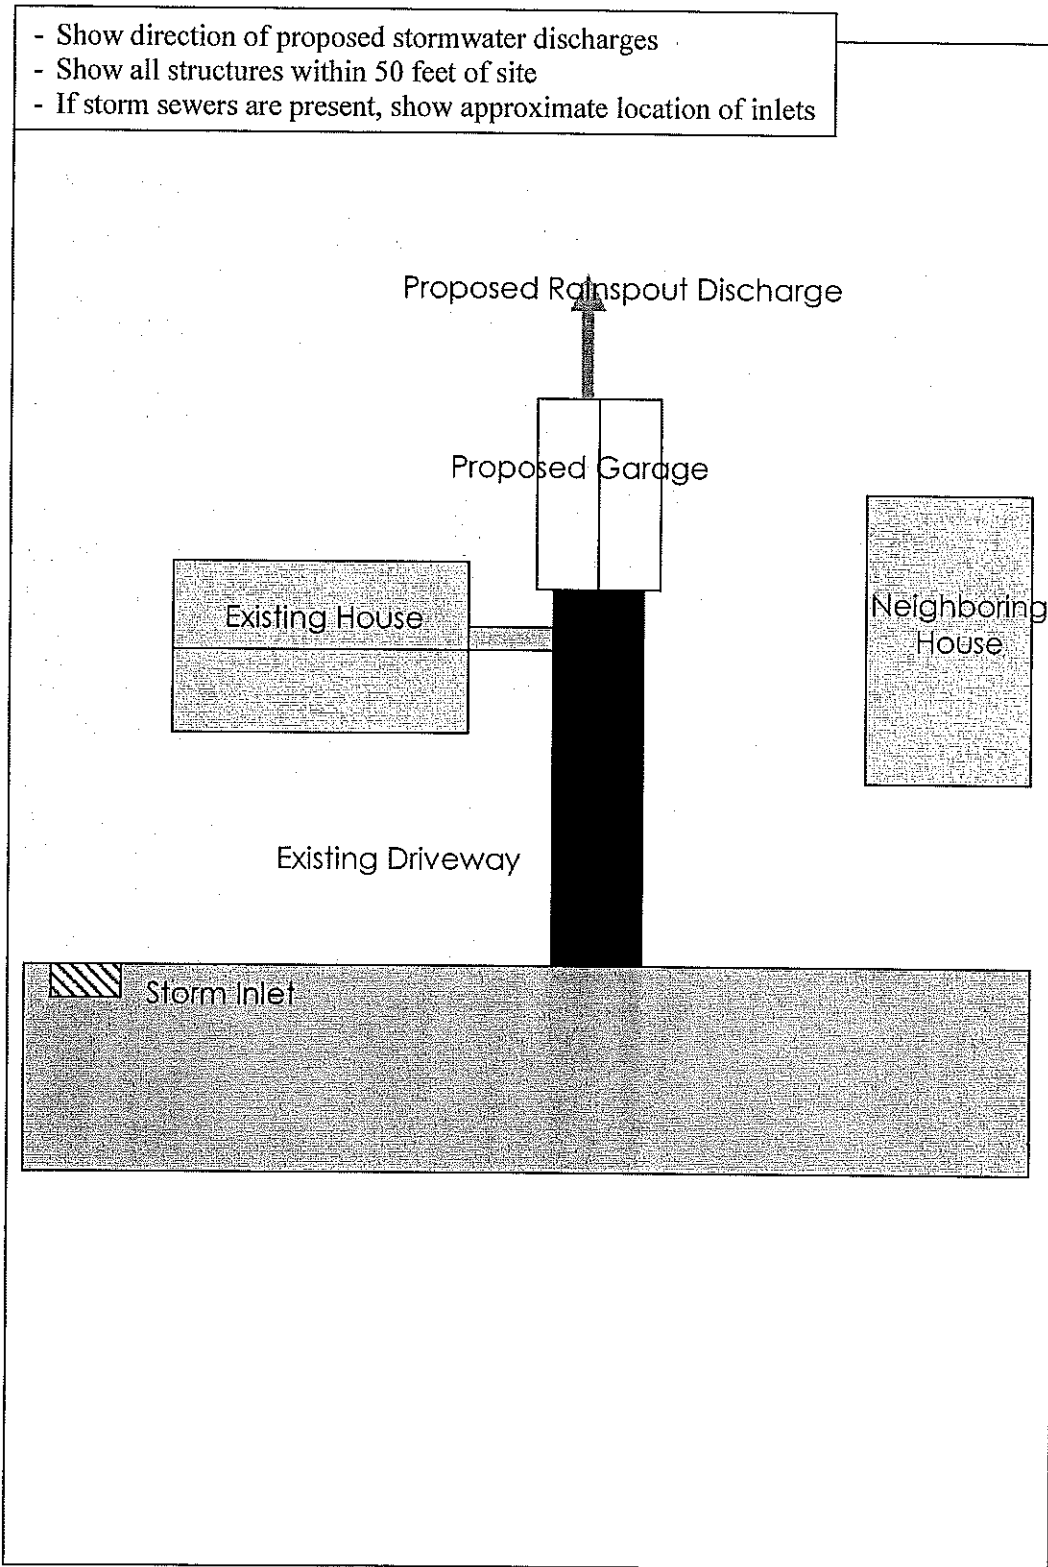 - Show direction of proposed stormwater discharges
- Show all structures within 50 feet of site
- If storm sewers are present, show approximate location of inlets
Proposed Rainspout Discharge
Proposed Garage
Existing House
Neighboring
House
Existing Driveway
Storm Inlet